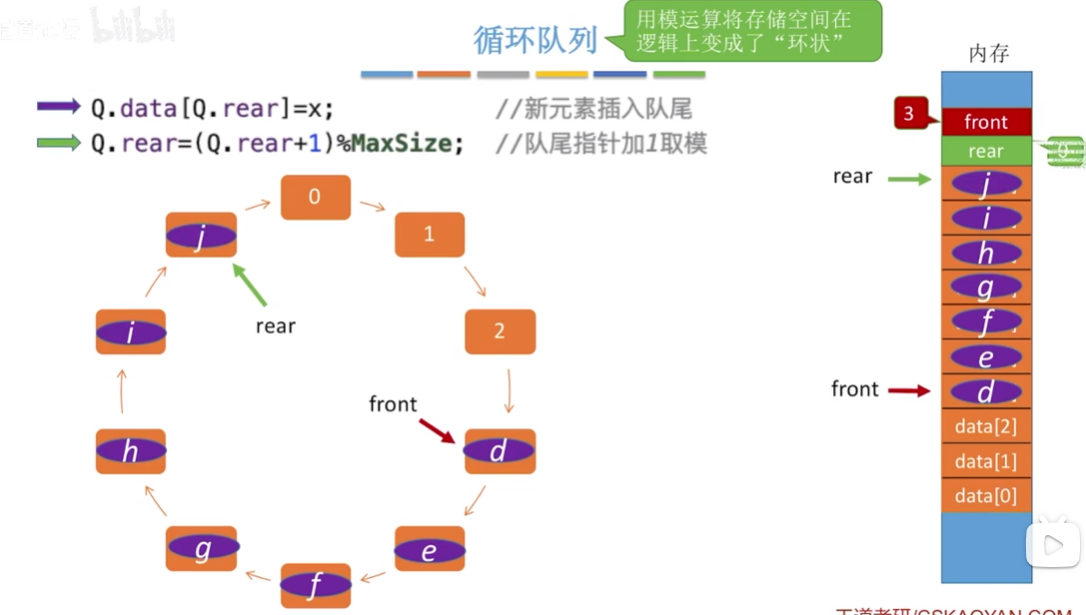 bilibili
循环队列
用模运算将存储空间在
逻辑上变成了“环状”
内存
Q.data[Q.rear]=x; //新元素插入队尾
Q.rear=(Q.rear+1)%MaxSize; //队尾指针加1取模
3
front
rear
9
rear
j
i
h
g
f
e
front
d
data[2]
data[1]
data[0]
0
1
2
d
e
f
g
h
i
j
rear
front
王道考研/CSKAOYAN.COM